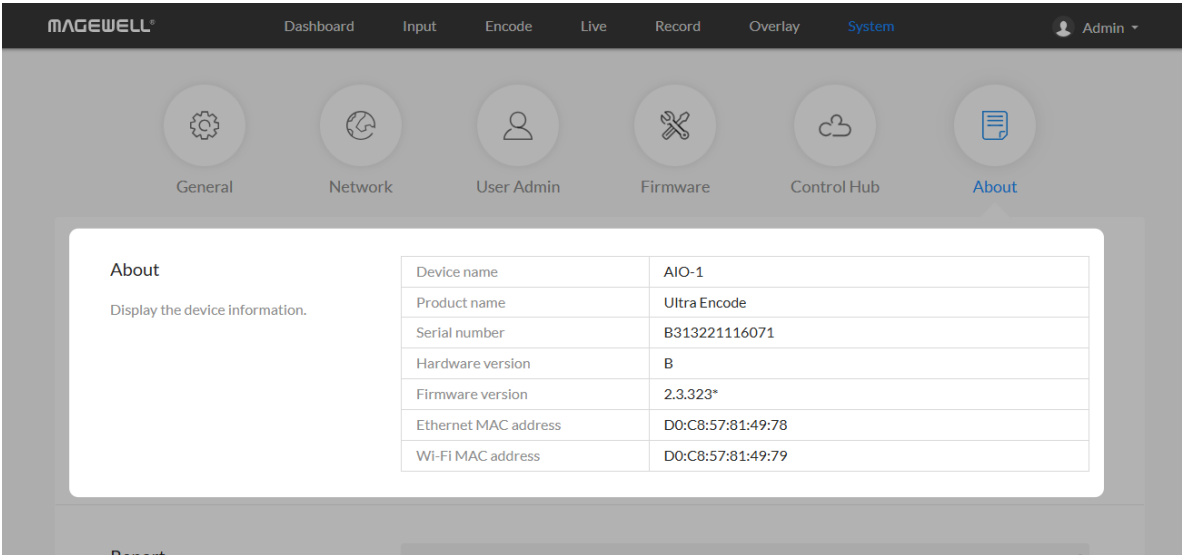 MAGEWELL®
Dashboard Input Encode Live Record Overlay System Admin
General Network User Admin Firmware Control Hub About
About
Display the device information.
Device name AIO-1
Product name Ultra Encode
Serial number B313221116071
Hardware version B
Firmware version 2.3.323*
Ethernet MAC address D0:C8:57:81:49:78
Wi-Fi MAC address D0:C8:57:81:49:79
Report